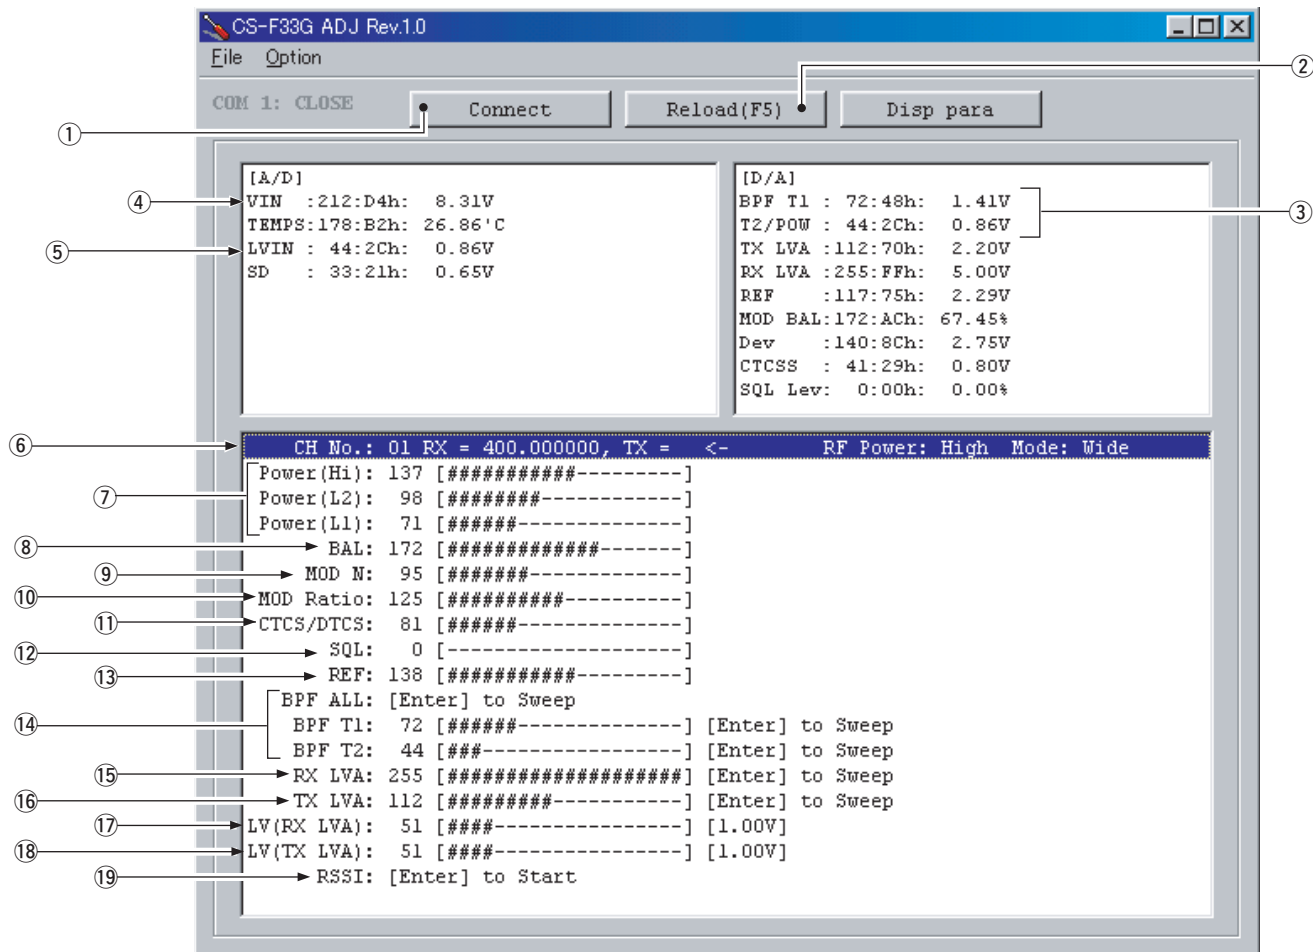 CS-F33G ADJ Rev.1.0
File Option
②
COM 1: CLOSE Connect Reload(F5) Disp para
①
[A/D]
④ VIN :212:D4h: 8.31V
TEMPS:178:B2h: 26.86'C
⑤ LVIN : 44:2Ch: 0.86V
SD : 33:21h: 0.65V
[D/A]
BPF T1 : 72:48h: 1.41V
T2/POW : 44:2Ch: 0.86V
③
TX LVA :112:70h: 2.20V
RX LVA :255:FFh: 5.00V
REF :117:75h: 2.29V
MOD BAL:172:ACh: 67.45%
Dev :140:8Ch: 2.75V
CTCSS : 41:29h: 0.80V
SQL Lev: 0:00h: 0.00%
⑥ CH No.: 01 RX = 400.000000, TX = <- RF Power: High Mode: Wide
Power(Hi): 137 [###########---------]
⑦ Power(L2): 98 [########------------]
Power(L1): 71 [######--------------]
⑧ BAL: 172 [#############-------]
⑨ MOD N: 95 [#######-------------]
⑩ MOD Ratio: 125 [##########----------]
⑪ CTCS/DTCS: 81 [######--------------]
⑫ SQL: 0 [--------------------]
⑬ REF: 138 [###########---------]
BPF ALL: [Enter] to Sweep
⑭ BPF T1: 72 [######--------------] [Enter] to Sweep
BPF T2: 44 [###-----------------] [Enter] to Sweep
⑮ RX LVA: 255 [####################] [Enter] to Sweep
⑯ TX LVA: 112 [#########-----------] [Enter] to Sweep
⑰ LV(RX LVA): 51 [####----------------] [1.00V]
⑱ LV(TX LVA): 51 [####----------------] [1.00V]
⑲ RSSI: [Enter] to Start